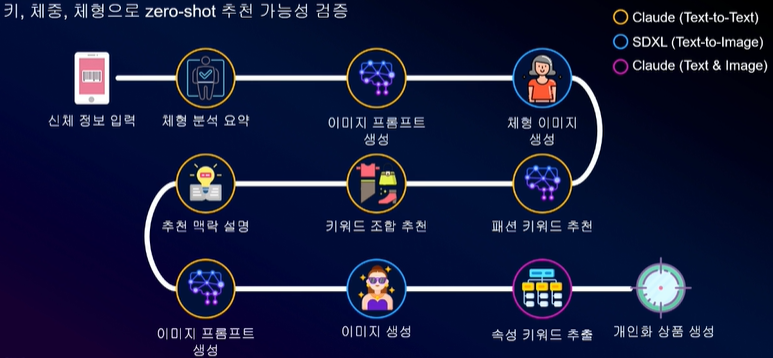 키, 체중, 체형으로 zero-shot 추천 가능성 검증
Claude (Text-to-Text)
SDXL (Text-to-Image)
Claude (Text & Image)
신체 정보 입력
체형 분석 요약
이미지 프롬프트
생성
체형 이미지
생성
추천 맥락 설명
키워드 조합 추천
패션 키워드 추천
이미지 프롬프트
생성
이미지 생성
속성 키워드 추출
개인화 상품 생성